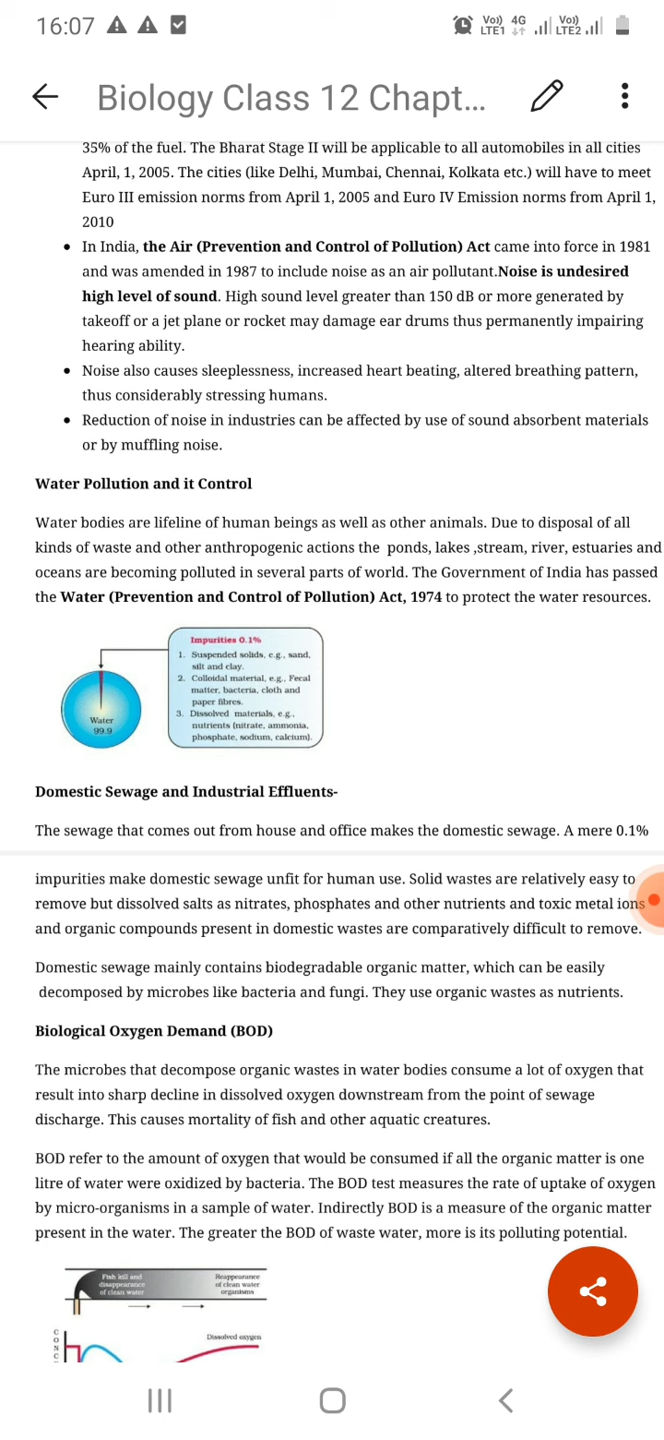 16:07
Vo)) 4G Vo))
LTE1 LTE2
Biology Class 12 Chapt...
35% of the fuel. The Bharat Stage II will be applicable to all automobiles in all cities
April, 1, 2005. The cities (like Delhi, Mumbai, Chennai, Kolkata etc.) will have to meet
Euro III emission norms from April 1, 2005 and Euro IV Emission norms from April 1,
2010
• In India, the Air (Prevention and Control of Pollution) Act came into force in 1981
and was amended in 1987 to include noise as an air pollutant.Noise is undesired
high level of sound. High sound level greater than 150 dB or more generated by
takeoff or a jet plane or rocket may damage ear drums thus permanently impairing
hearing ability.
• Noise also causes sleeplessness, increased heart beating, altered breathing pattern,
thus considerably stressing humans.
• Reduction of noise in industries can be affected by use of sound absorbent materials
or by muffling noise.
Water Pollution and it Control
Water bodies are lifeline of human beings as well as other animals. Due to disposal of all
kinds of waste and other anthropogenic actions the ponds, lakes ,stream, river, estuaries and
oceans are becoming polluted in several parts of world. The Government of India has passed
the Water (Prevention and Control of Pollution) Act, 1974 to protect the water resources.
Impurities 0.1%
1. Suspended solids, e.g., sand,
silt and clay.
2. Colloidal material, e.g., Fecal
matter, bacteria, cloth and
paper fibres.
3. Dissolved materials, e.g.,
nutrients (nitrate, ammonia,
phosphate, sodium, calcium).
Water
99.9
Domestic Sewage and Industrial Effluents-
The sewage that comes out from house and office makes the domestic sewage. A mere 0.1%
impurities make domestic sewage unfit for human use. Solid wastes are relatively easy to
remove but dissolved salts as nitrates, phosphates and other nutrients and toxic metal ions
and organic compounds present in domestic wastes are comparatively difficult to remove.
Domestic sewage mainly contains biodegradable organic matter, which can be easily
decomposed by microbes like bacteria and fungi. They use organic wastes as nutrients.
Biological Oxygen Demand (BOD)
The microbes that decompose organic wastes in water bodies consume a lot of oxygen that
result into sharp decline in dissolved oxygen downstream from the point of sewage
discharge. This causes mortality of fish and other aquatic creatures.
BOD refer to the amount of oxygen that would be consumed if all the organic matter is one
litre of water were oxidized by bacteria. The BOD test measures the rate of uptake of oxygen
by micro-organisms in a sample of water. Indirectly BOD is a measure of the organic matter
present in the water. The greater the BOD of waste water, more is its polluting potential.
Fish kill and
disappearance
of clean water
Reappearance
of clean water
organisms
Dissolved oxygen
C
O
N
C